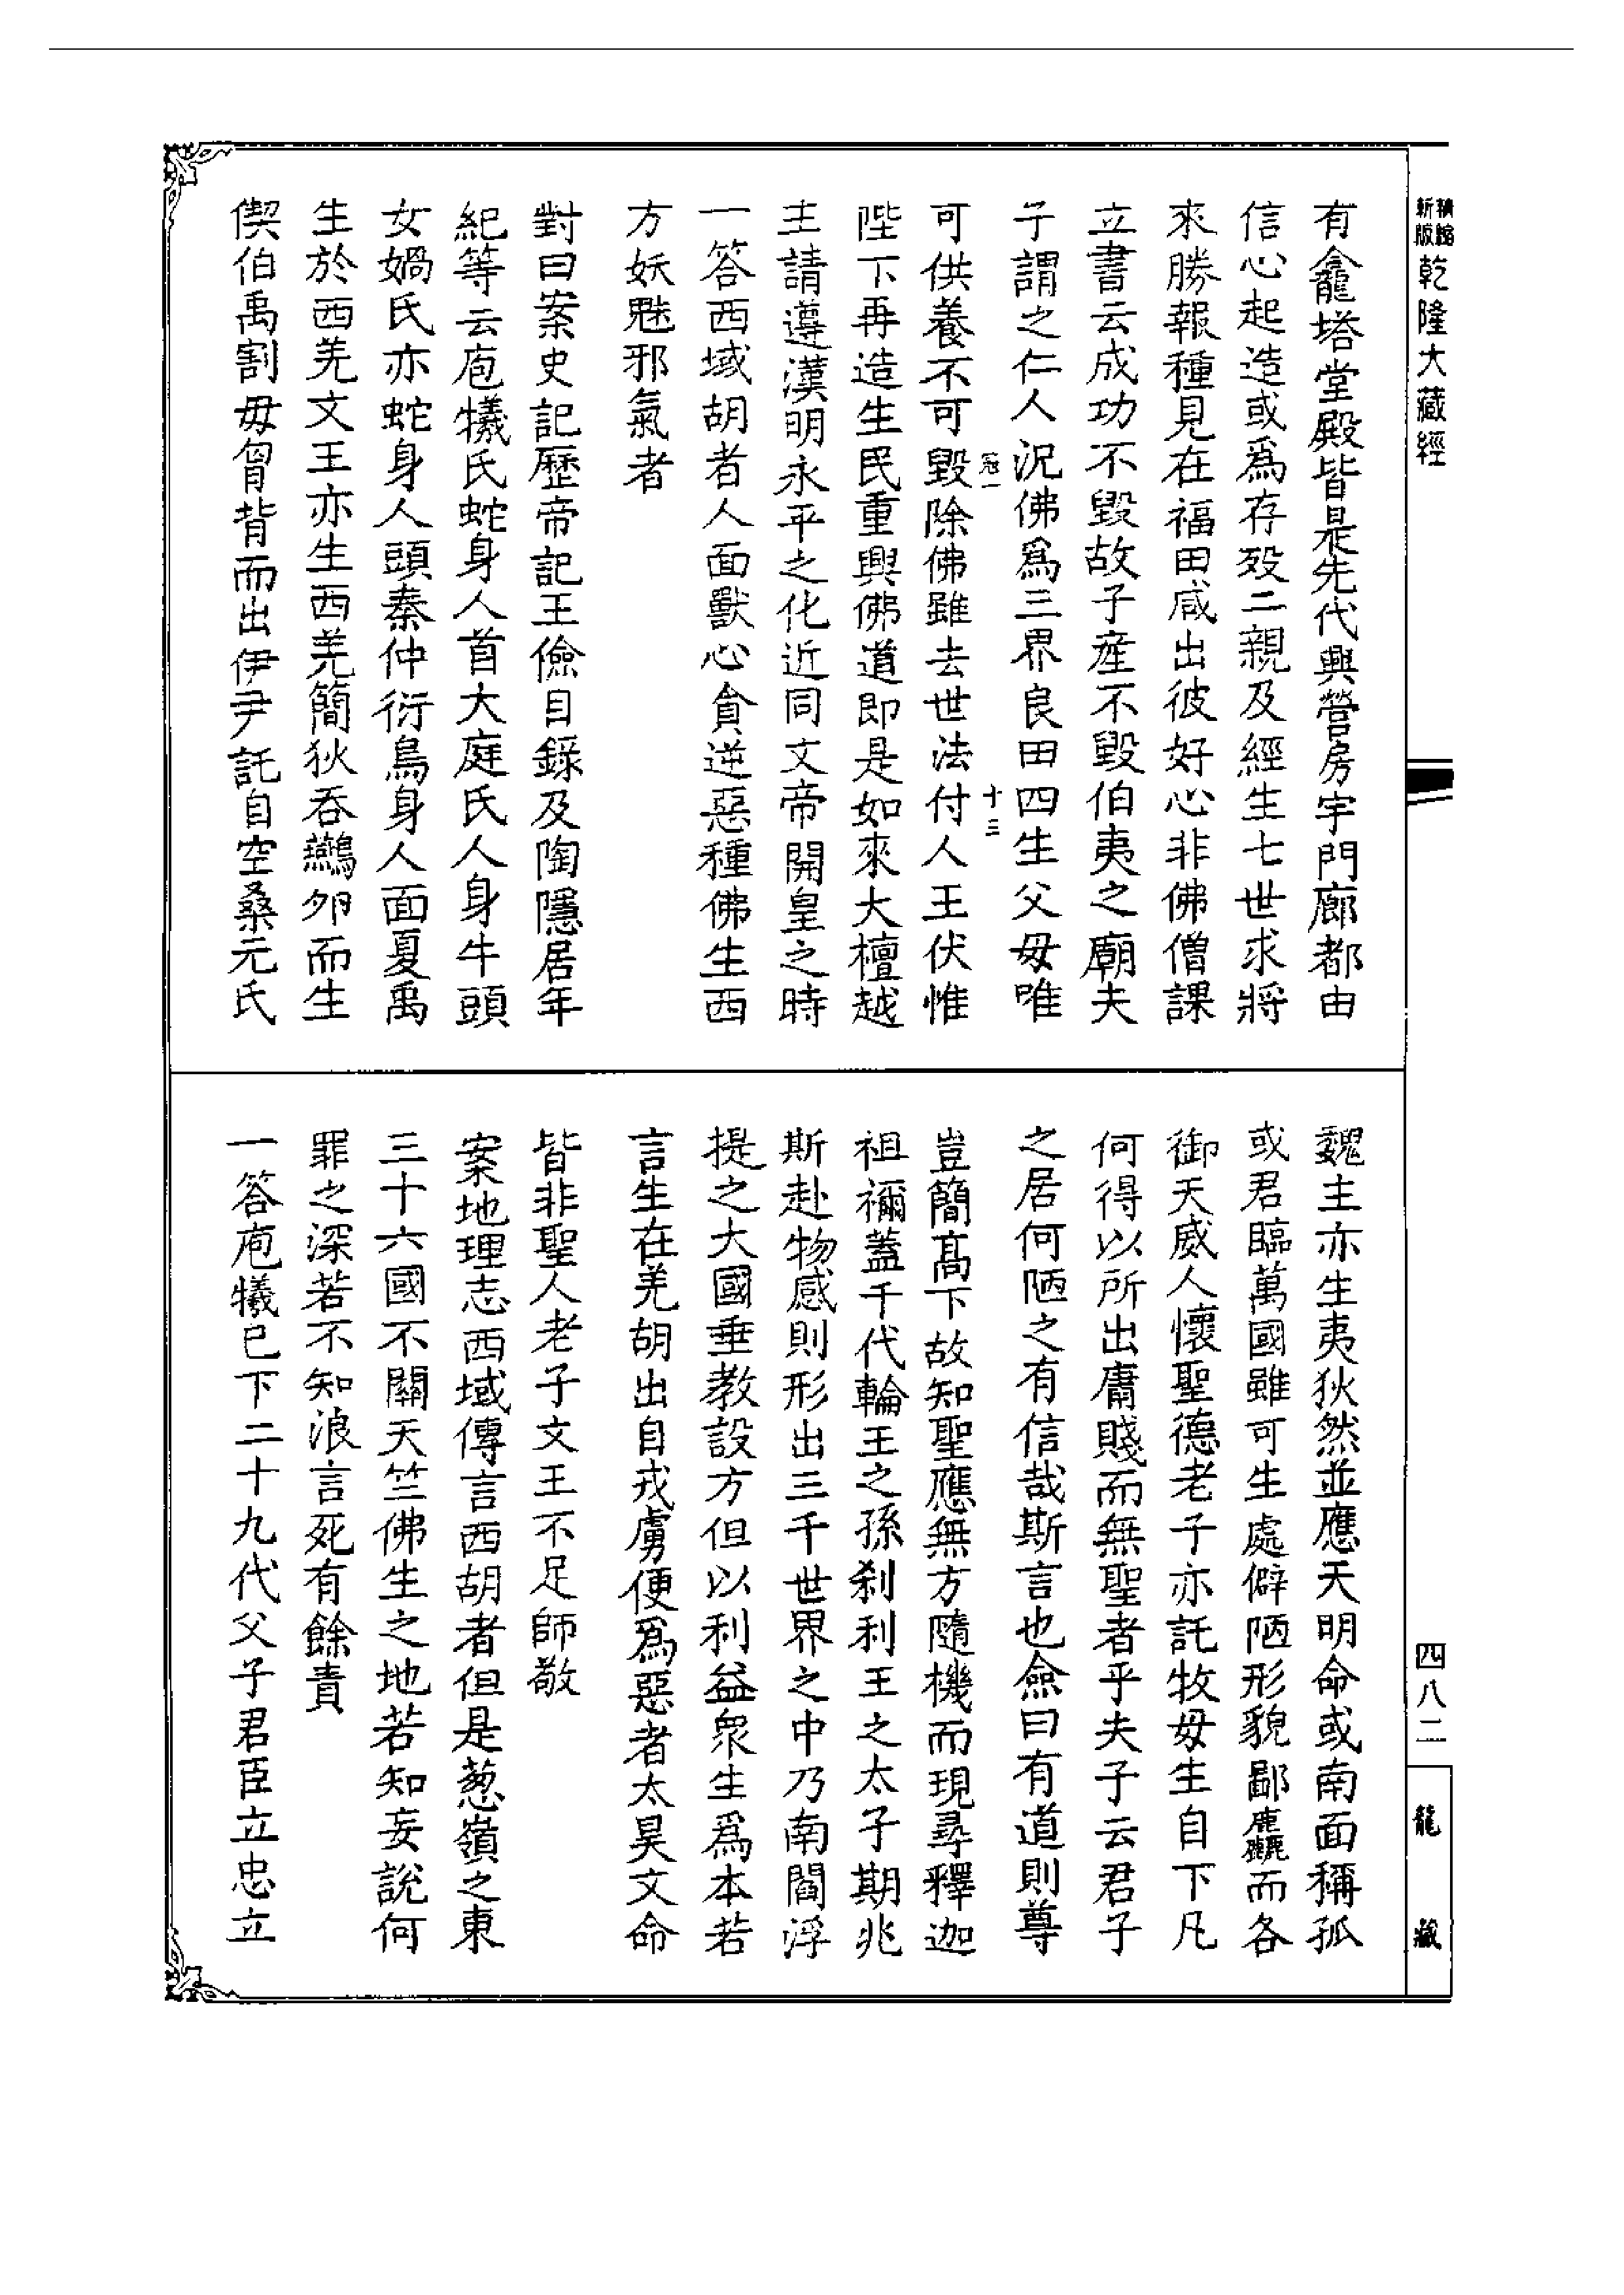 新版精縮乾隆大藏經
有龕塔堂殿皆是先代興營房宇門廊都由
信心起造或爲存歿二親及經生七世求將
來勝報種見在福田咸出彼好心非佛僧課
立書云成功不毀故子産不毀伯夷之廟夫
子謂之仁人況佛爲三界良田四生父母唯
冠一
十三
可供養不可毀除佛雖去世法付人王伏惟
陛下再造生民重興佛道即是如來大檀越
主請遵漢明永平之化近同文帝開皇之時
一答西域胡者人面獸心貪逆惡種佛生西
方妖魅邪氣者
對曰案史記歷帝記王儉目錄及陶隱居年
紀等云庖犧氏蛇身人首大庭氏人身牛頭
女媧氏亦蛇身人頭秦仲衍鳥身人面夏禹
生於西羌文王亦生西羌簡狄吞鷰卵而生
偰伯禹割毋胷背而出伊尹託自空桑元氏
魏主亦生夷狄然並應天明命或南面稱孤
或君臨萬國雖可生處僻陋形貌鄙麤而各
御天威人懷聖德老子亦託牧毋生自下凡
何得以所出庸賤而無聖者乎夫子云君子
之居何陋之有信哉斯言也僉曰有道則尊
豈簡髙下故知聖應無方隨機而現尋釋迦
祖禰蓋千代輪王之孫刹利王之太子期兆
斯赴物感則形出三千世界之中乃南閻浮
提之大國垂教設方但以利益衆生爲本若
言生在羌胡出自戎虜便爲惡者太昊文命
皆非聖人老子文王不足師敬
案地理志西域傳言西胡者但是葱嶺之東
三十六國不關天竺佛生之地若知妄說何
罪之深若不知浪言死有餘責
一答庖犧已下二十九代父子君臣立忠立
四八二
龍藏